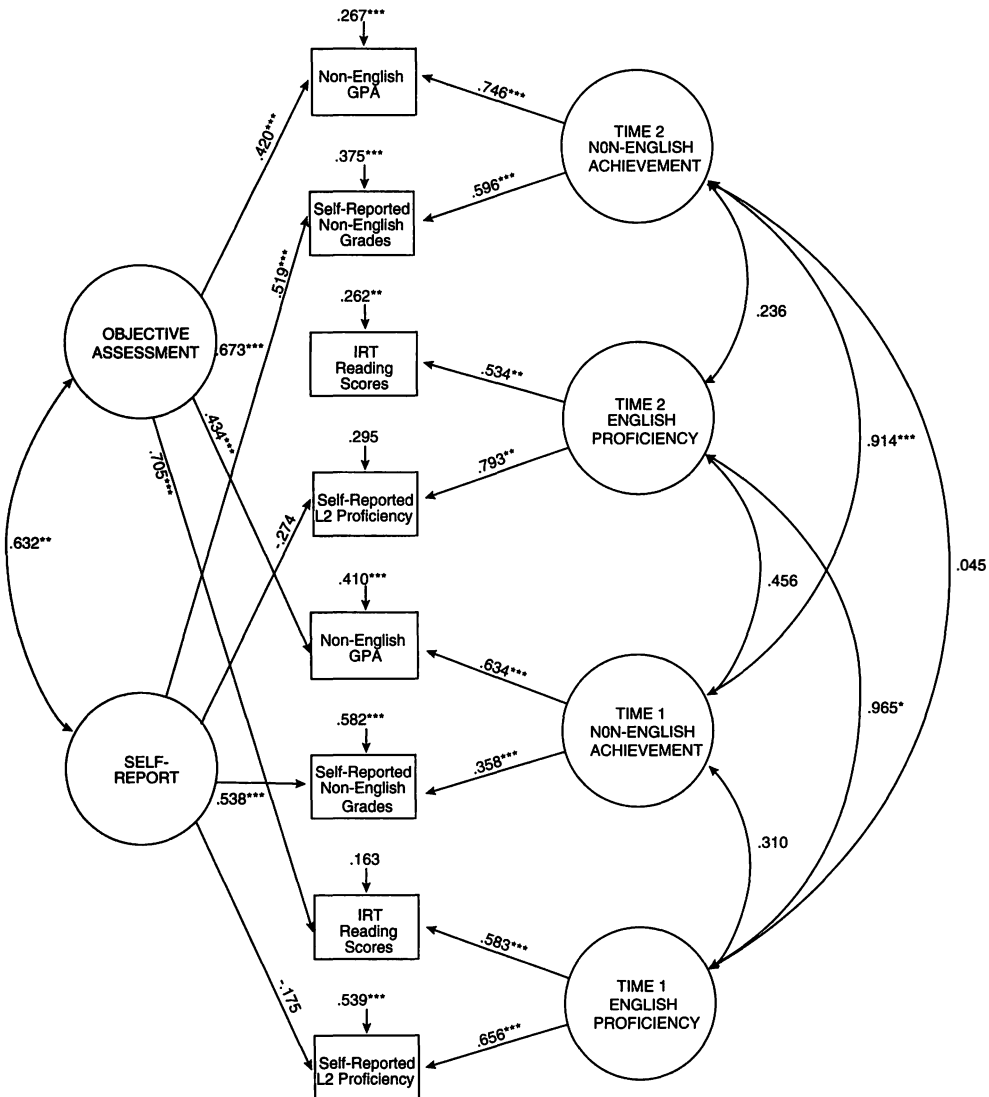 .267***
Non-English
GPA
.746***
TIME 2
N0N-ENGLISH
ACHIEVEMENT
.420***
.375***
.596***
Self-Reported
Non-English
Grades
.519***
.262**
.236
OBJECTIVE
ASSESSMENT
.673***
IRT
Reading
Scores
.534**
TIME 2
ENGLISH
PROFICIENCY
.434***
.914***
.705***
.295
.793**
Self-Reported
L2 Proficiency
-.274
.632**
.045
.410***
.456
Non-English
GPA
.634***
TIME 1
N0N-ENGLISH
ACHIEVEMENT
.965*
.582***
.358***
SELF-
REPORT
Self-Reported
Non-English
Grades
.538***
.310
.163
IRT
Reading
Scores
.583***
TIME 1
ENGLISH
PROFICIENCY
-.175
.539***
.656***
Self-Reported
L2 Proficiency